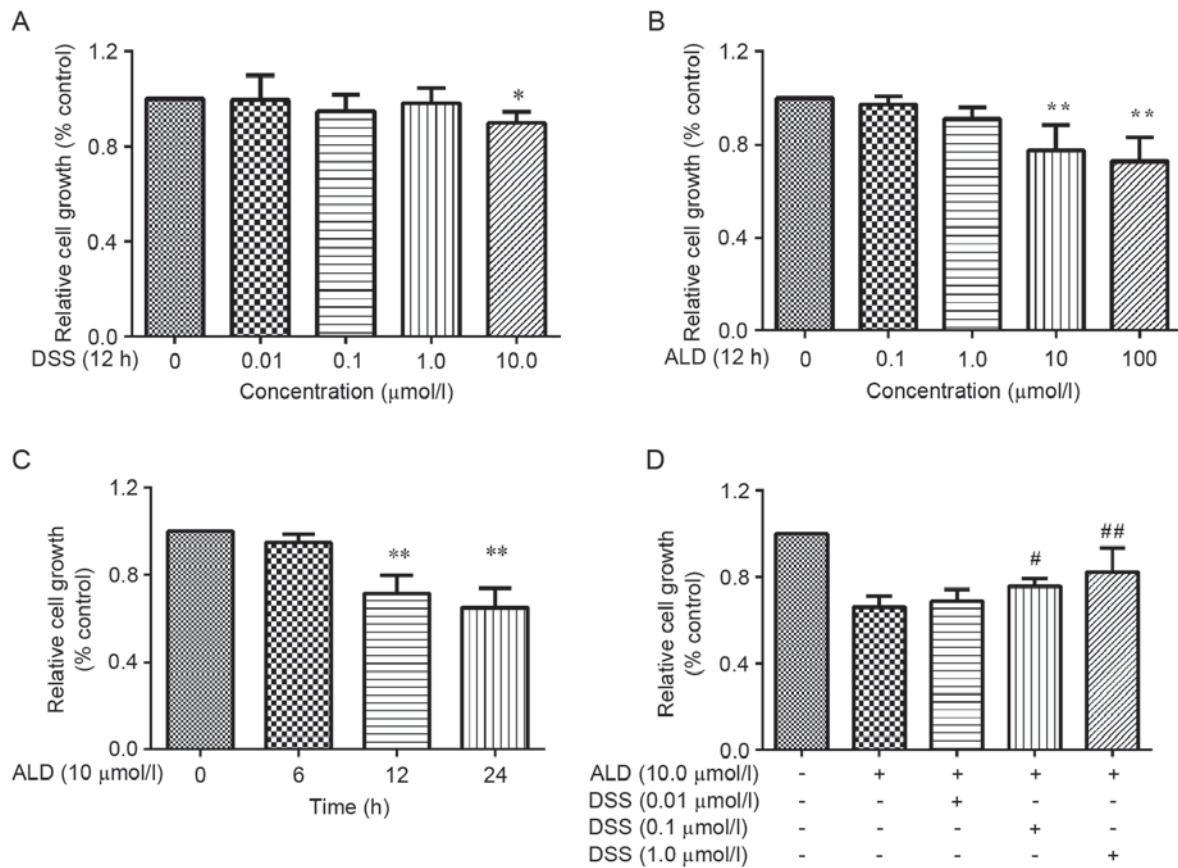 A
Relative cell growth (% control)
1.2
0.8
0.4
0.0
*
DSS (12 h)
0 0.01 0.1 1.0 10.0
Concentration (μmol/l)
B
Relative cell growth (% control)
1.2
0.8
0.4
0.0
** **
ALD (12 h)
0 0.1 1.0 10 100
Concentration (μmol/l)
C
Relative cell growth
(% control)
1.2
0.8
0.4
0.0
** **
ALD (10 μmol/l)
0 6 12 24
Time (h)
D
Relative cell growth
(% control)
1.2
0.8
0.4
0.0
# ##
ALD (10.0 μmol/l) - + + + +
DSS (0.01 μmol/l) - - + - -
DSS (0.1 μmol/l) - - - + -
DSS (1.0 μmol/l) - - - - +